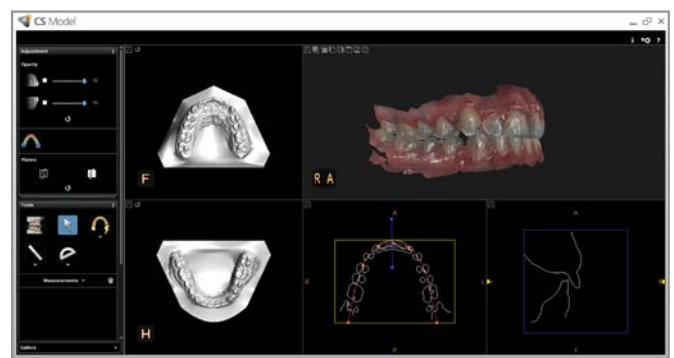 CS Model
i ? 
Adjustment
Opacity
Planes
Tools
Measurements
Gallery
F
R A
H
A
R
L
P
H
F